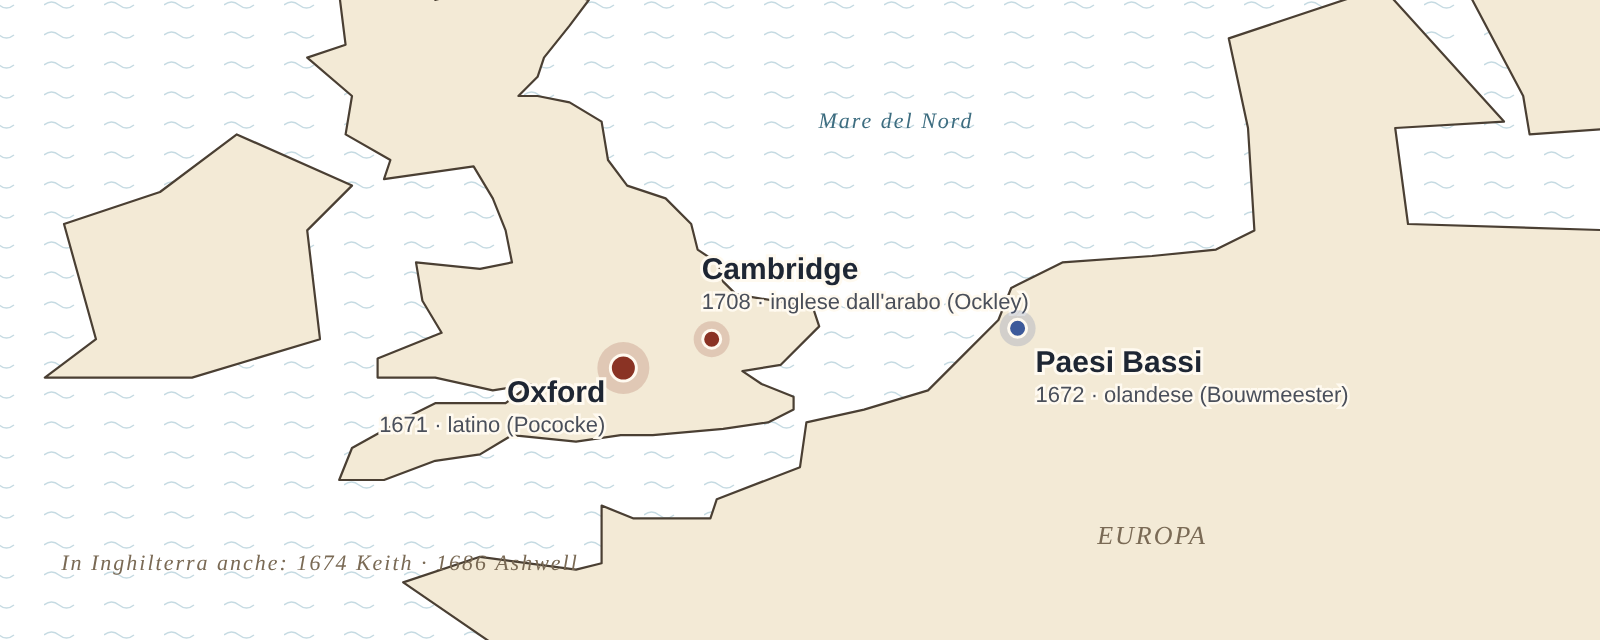 Mare del Nord
Cambridge
1708 · inglese dall'arabo (Ockley)
Paesi Bassi
1672 · olandese (Bouwmeester)
Oxford
1671 · latino (Pococke)
EUROPA
In Inghilterra anche: 1674 Keith · 1686 Ashwell